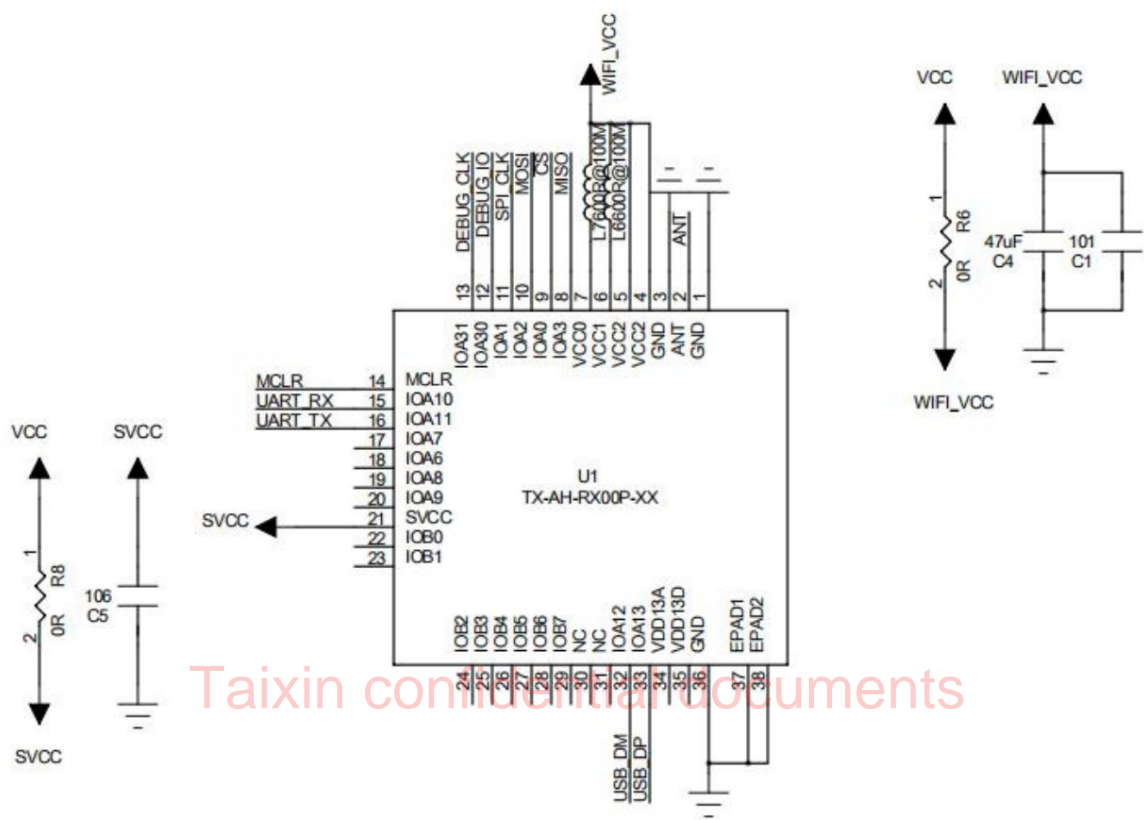 WIFI_VCC
VCC
WIFI_VCC
DEBUG_CLK
DEBUG_IO
SPI_CLK
MOSI
CS
MISO
L7600R@100M
L6600R@100M
ANT
1
R6
2
0R
47uF
C4
101
C1
13
12
11
10
9
8
7
6
5
4
3
2
1
IOA31
IOA30
IOA1
IOA2
IOA0
IOA3
VCC0
VCC1
VCC2
VCC2
GND
ANT
GND
WIFI_VCC
MCLR
14
MCLR
UART_RX
15
IOA10
UART_TX
16
IOA11
17
IOA7
18
IOA6
19
IOA8
20
IOA9
SVCC
21
SVCC
22
IOB0
23
IOB1
U1
TX-AH-RX00P-XX
VCC
SVCC
1
R8
2
0R
106
C5
SVCC
IOB2
IOB3
IOB4
IOB5
IOB6
IOB7
NC
NC
IOA12
IOA13
VDD13A
VDD13D
GND
EPAD1
EPAD2
24
25
26
27
28
29
30
31
32
33
34
35
36
37
38
Taixin confidential documents
USB_DM
USB_DP